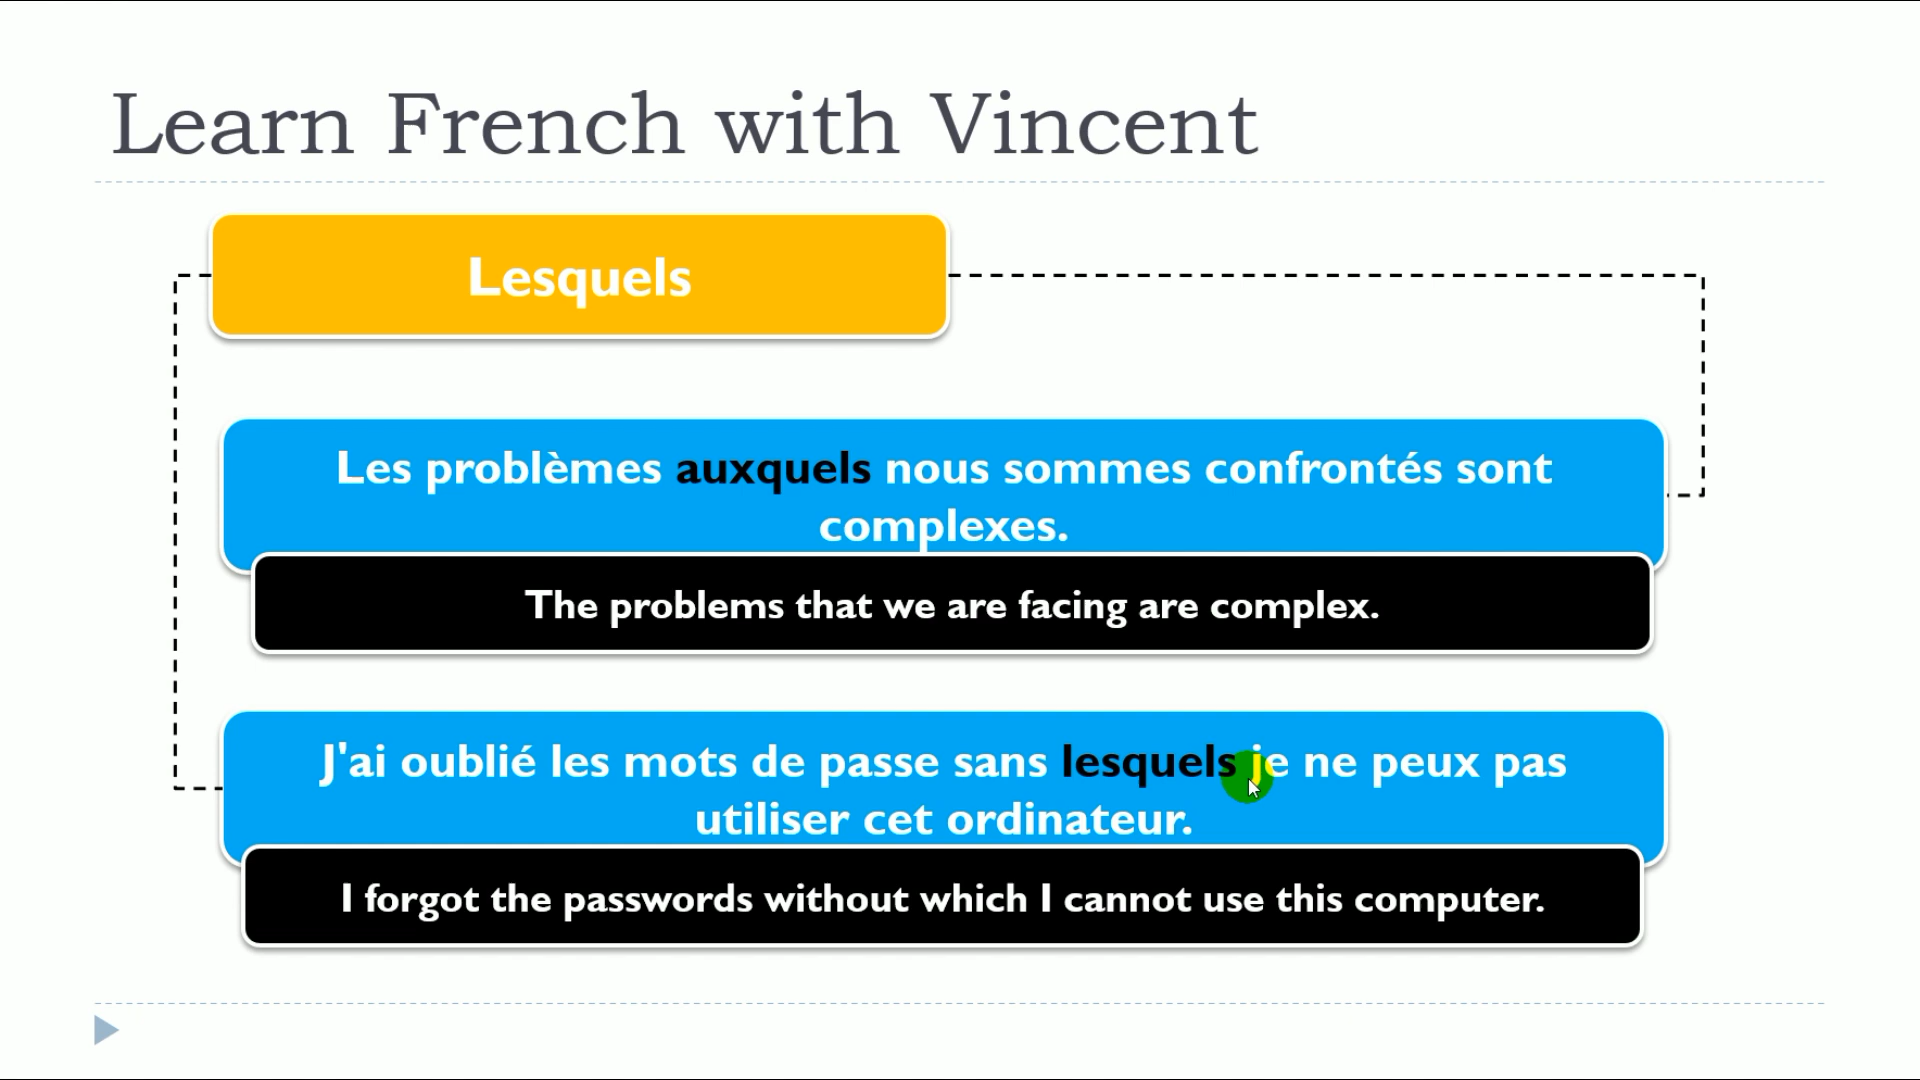 Learn French with Vincent
Lesquels
Les problèmes auxquels nous sommes confrontés sont
complexes.
The problems that we are facing are complex.
J'ai oublié les mots de passe sans lesquels je ne peux pas
utiliser cet ordinateur.
I forgot the passwords without which I cannot use this computer.